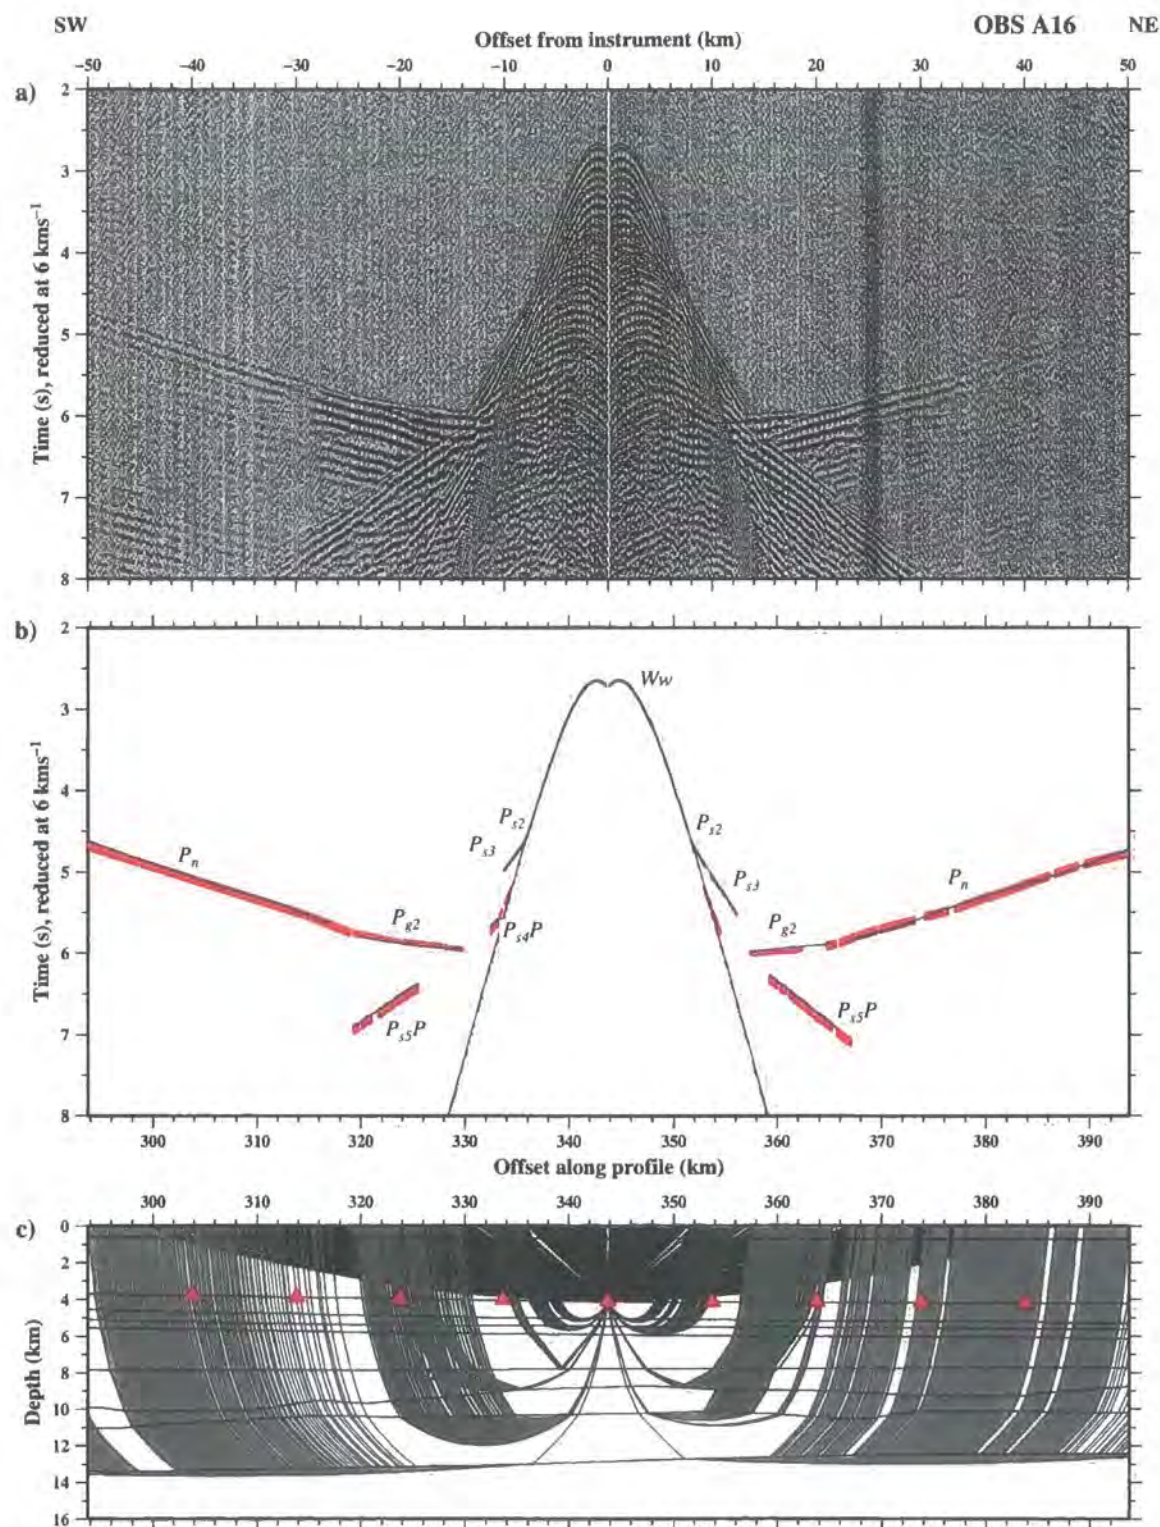 SW OBS A16 NE
Offset from instrument (km)
−50 −40 −30 −20 −10 0 10 20 30 40 50
a)
2
3
4
5
6
7
8
Time (s), reduced at 6 kms⁻¹
b)
2
3
4
5
6
7
8
Time (s), reduced at 6 kms⁻¹
Ww
Ps2 Ps2
Ps3
Pn Ps3 Pn
Pg2 Ps4P Pg2
Ps5P Ps5P
300 310 320 330 340 350 360 370 380 390
Offset along profile (km)
300 310 320 330 340 350 360 370 380 390
c)
0
2
4
6
8
10
12
14
16
Depth (km)